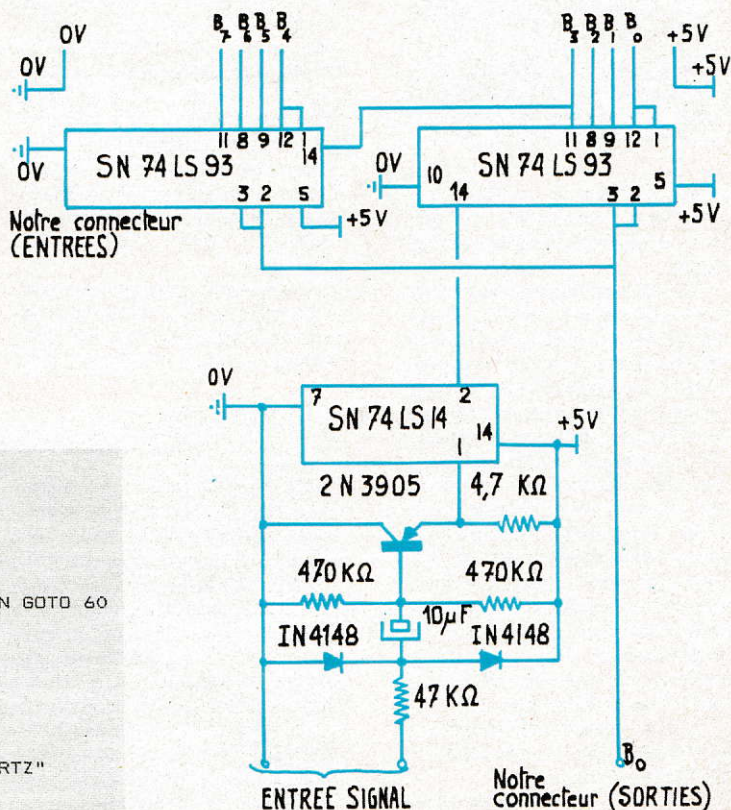 B7 B6 B5 B4
B3 B2 B1 B0
0V
+5V
0V
+5V
11 8 9 12 1
14
11 8 9 12 1
0V
SN 74 LS 93
0V
10
14
SN 74 LS 93
5
3 2 5
3 2
+5V
+5V
Notre connecteur
(ENTREES)
0V
7
2
SN 74 LS 14
14
1
+5V
2 N 3905
4,7 KΩ
470KΩ
470KΩ
N GOTO 60
10µF
IN4148
IN4148
47 KΩ
RTZ"
B0
ENTREE SIGNAL
Notre
connecteur (SORTIES)